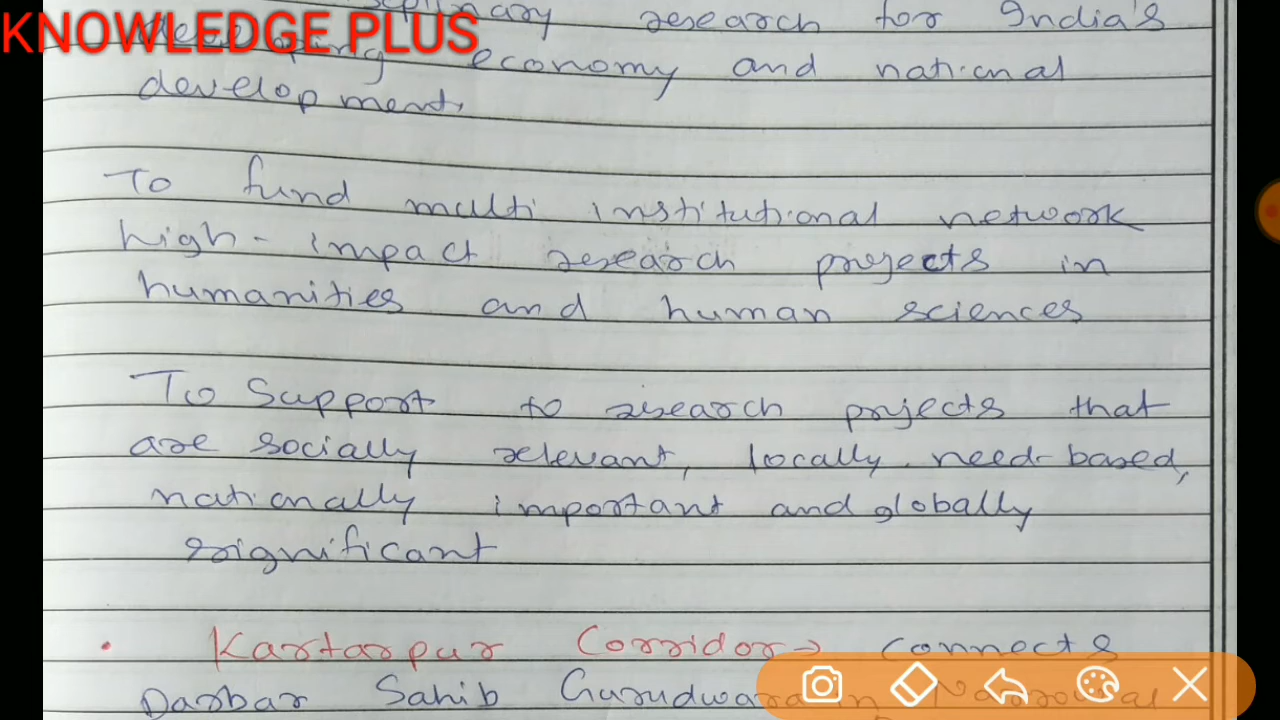 research for India's
KNOWLEDGE PLUS
economy and national
development.
To fund multi institutional network
high-impact research projects in
humanities and human sciences
To Support to research projects that
are socially relevant, locally need-based,
nationally important and globally
significant
• Kartarpur Corridor → Connects
Darbar Sahib Gurudwara in Narowal